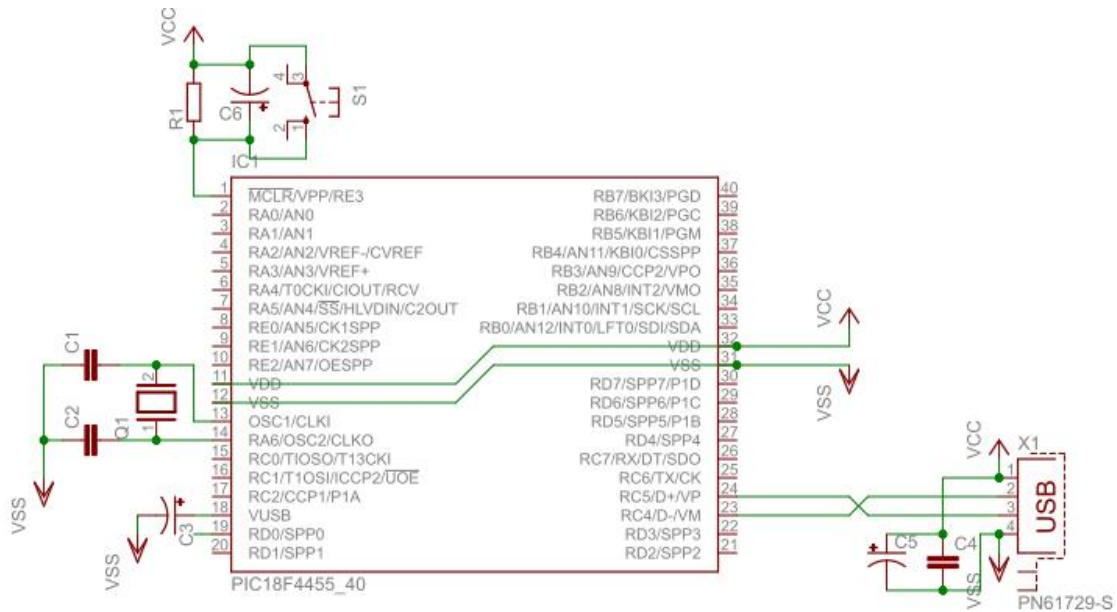 VCC
R1
C6
4
3
2
1
S1
IC1
1 MCLR/VPP/RE3
2 RA0/AN0
3 RA1/AN1
4 RA2/AN2/VREF-/CVREF
5 RA3/AN3/VREF+
6 RA4/T0CKI/CIOUT/RCV
7 RA5/AN4/SS/HLVDIN/C2OUT
8 RE0/AN5/CK1SPP
9 RE1/AN6/CK2SPP
10 RE2/AN7/OESPP
11 VDD
12 VSS
13 OSC1/CLKI
14 RA6/OSC2/CLKO
15 RC0/TIOSO/T13CKI
16 RC1/T1OSI/ICCP2/UOE
17 RC2/CCP1/P1A
18 VUSB
19 RD0/SPP0
20 RD1/SPP1
RB7/BKI3/PGD 40
RB6/KBI2/PGC 39
RB5/KBI1/PGM 38
RB4/AN11/KBI0/CSSPP 37
RB3/AN9/CCP2/VPO 36
RB2/AN8/INT2/VMO 35
RB1/AN10/INT1/SCK/SCL 34
RB0/AN12/INT0/LFT0/SDI/SDA 33
VDD 32
VSS 31
RD7/SPP7/P1D 30
RD6/SPP6/P1C 29
RD5/SPP5/P1B 28
RD4/SPP4 27
RC7/RX/DT/SDO 26
RC6/TX/CK 25
RC5/D+/VP 24
RC4/D-/VM 23
RD3/SPP3 22
RD2/SPP2 21
PIC18F4455_40
C1
C2
2
1
Q1
VSS
C3
VSS
VCC
VSS
VCC
X1
1
2
3
4
USB
C5
C4
VSS
PN61729-S